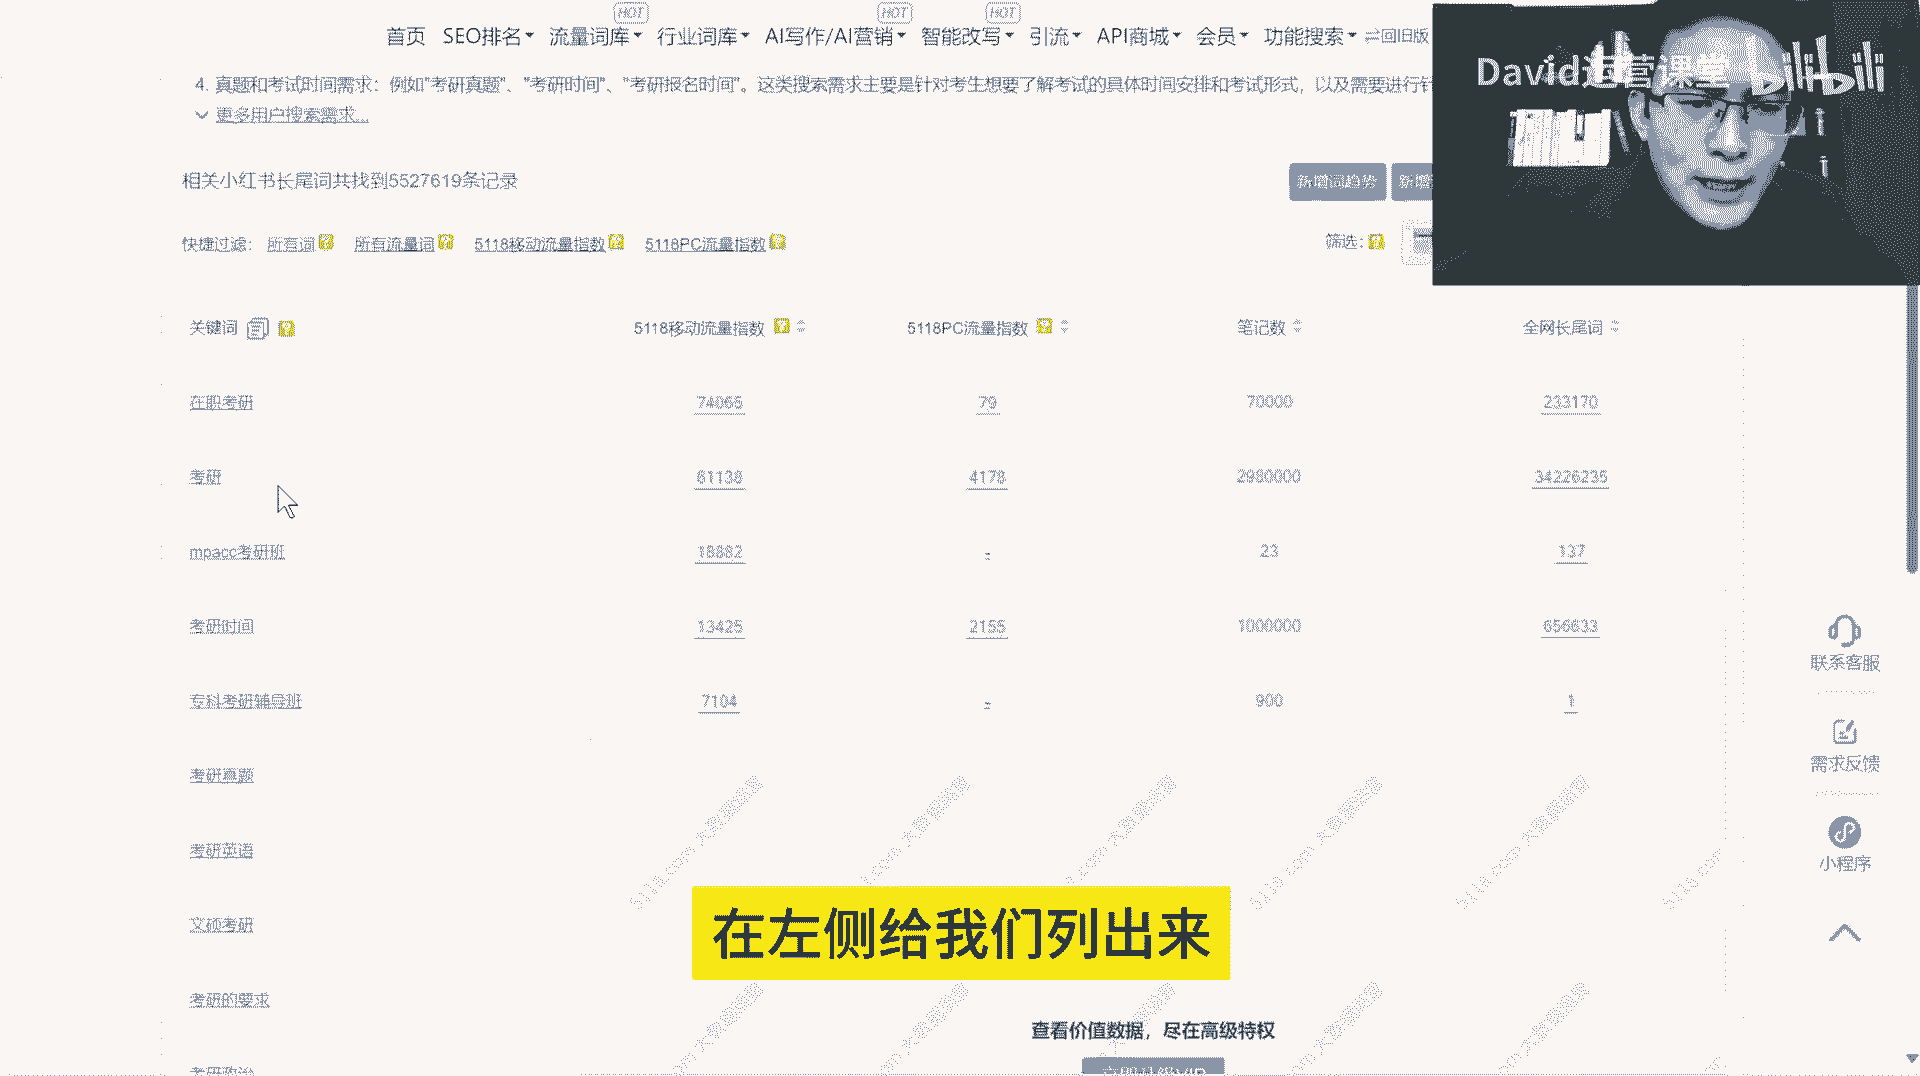 HOT HOT HOT
首页 SEO排名 流量词库 行业词库 AI写作/AI营销 智能改写 引流 API商城 会员 功能搜索 回旧版
David运营课堂 bilibili
4. 真题和考试时间需求：例如"考研真题"、"考研时间"、"考研报名时间"。这类搜索需求主要是针对考生想要了解考试的具体时间安排和考试形式，以及需要进行针
更多用户搜索需求...
相关小红书长尾词共找到5527619条记录
新增词趋势 新增
快捷过滤： 所有词 所有流量词 5118移动流量指数 5118PC流量指数 筛选：
关键词 5118移动流量指数 5118PC流量指数 笔记数 全网长尾词
在职考研 74066 79 70000 233170
考研 61138 4178 2980000 34226235
mpacc考研班 18882 - 23 137
考研时间 13425 2155 1000000 656633
专科考研辅导班 7104 - 900 1
考研真题
考研英语
文硕考研
考研的要求
考研政治
联系客服
需求反馈
小程序
在左侧给我们列出来
查看价值数据，尽在高级特权